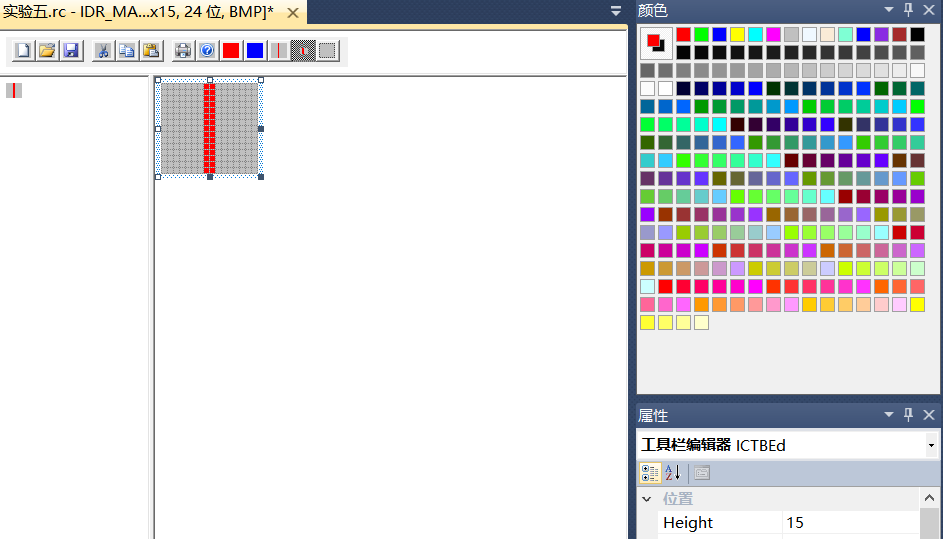 实验五.rc - IDR_MA...x15, 24 位, BMP]*
颜色
属性
工具栏编辑器 ICTBEd
位置
Height 15